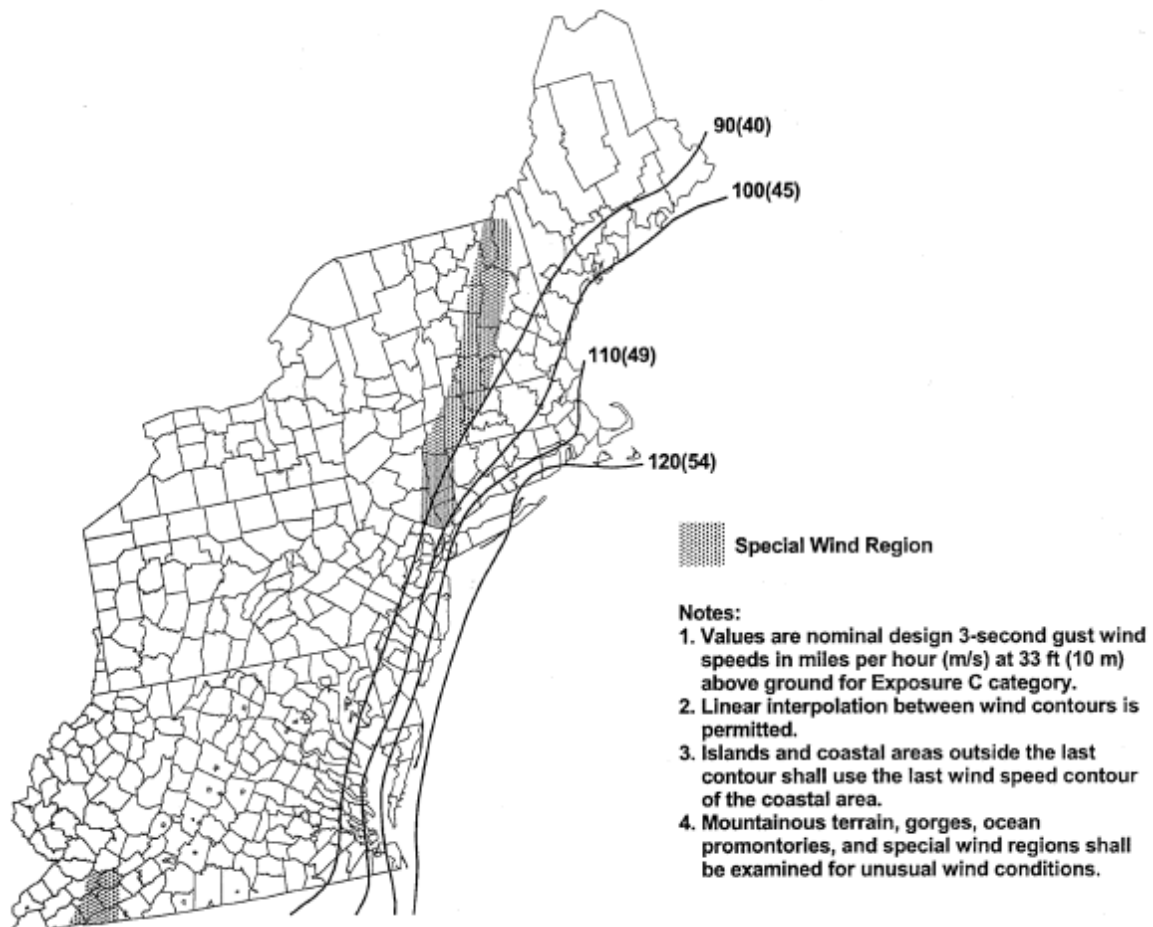 90(40)
100(45)
110(49)
120(54)
Special Wind Region
Notes:
1. Values are nominal design 3-second gust wind
speeds in miles per hour (m/s) at 33 ft (10 m)
above ground for Exposure C category.
2. Linear interpolation between wind contours is
permitted.
3. Islands and coastal areas outside the last
contour shall use the last wind speed contour
of the coastal area.
4. Mountainous terrain, gorges, ocean
promontories, and special wind regions shall
be examined for unusual wind conditions.